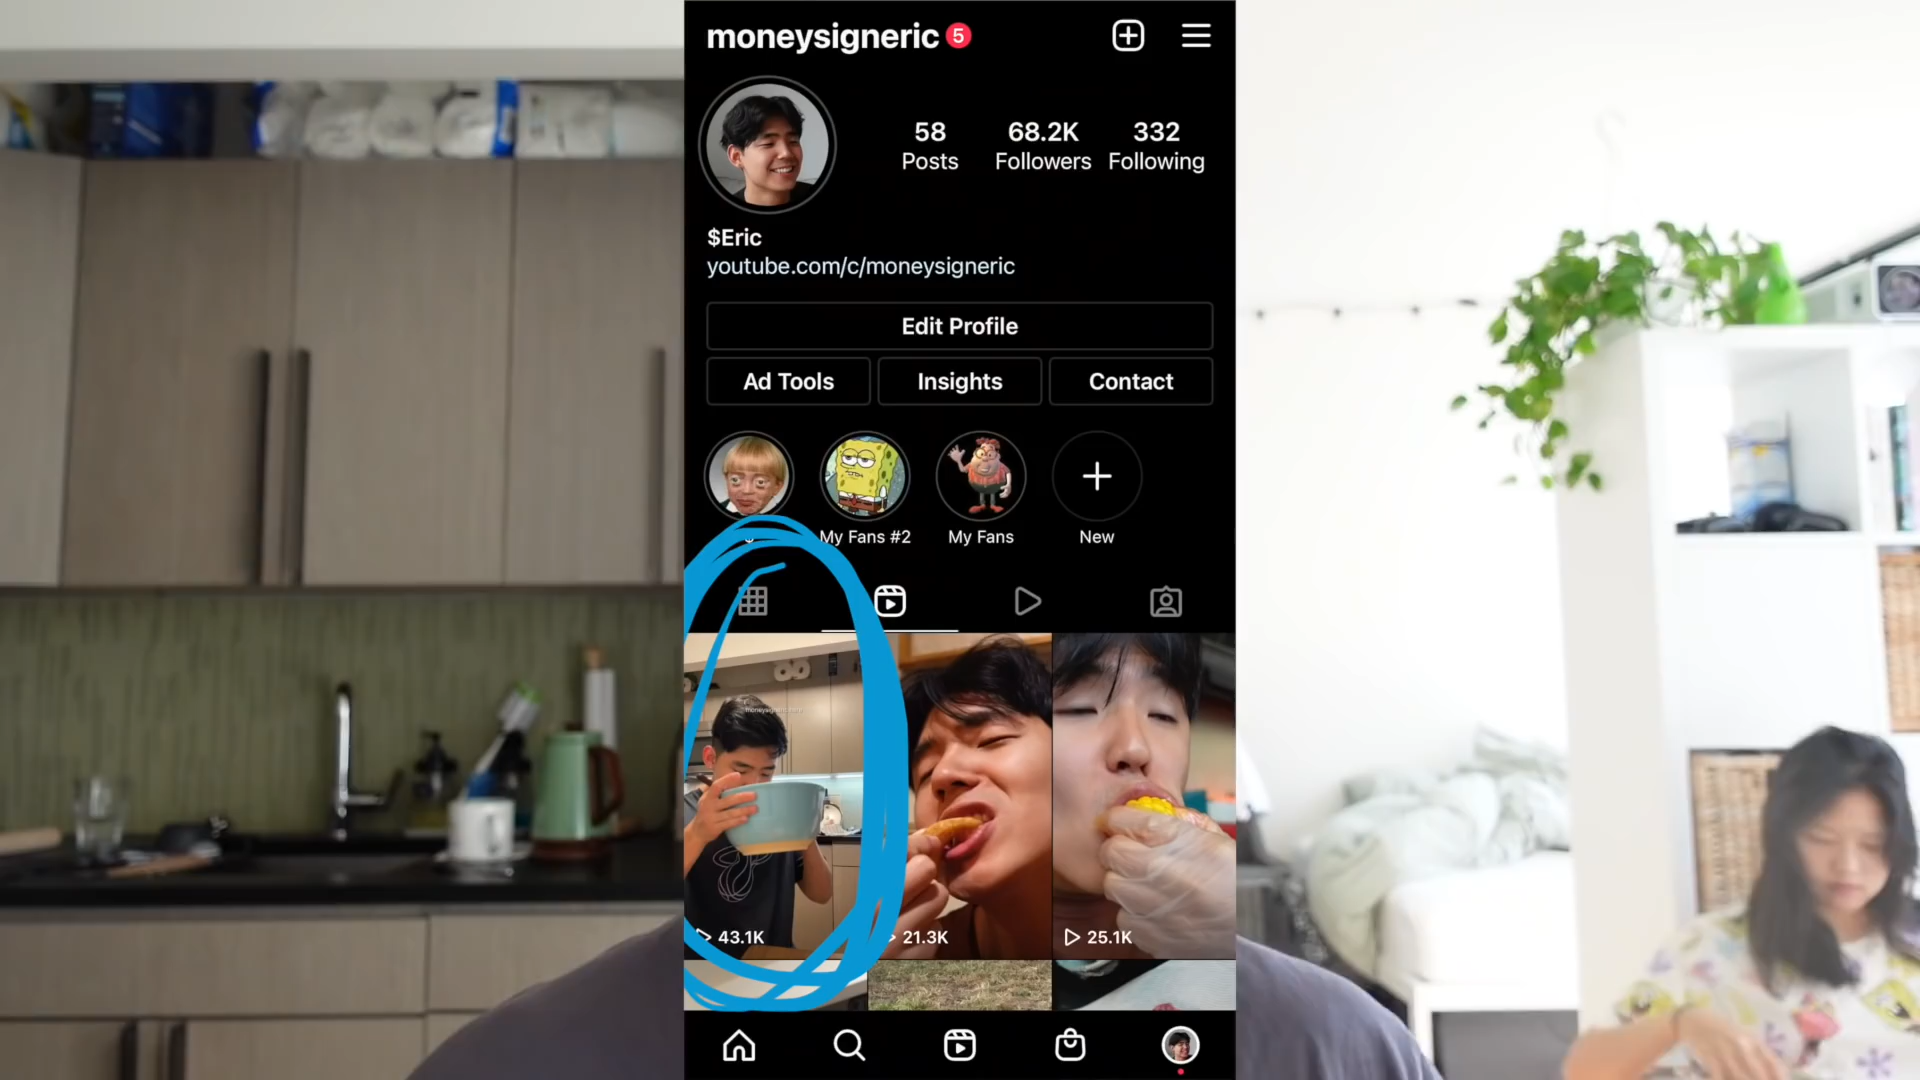 moneysigneric 5
58 68.2K 332
Posts Followers Following
$Eric
youtube.com/c/moneysigneric
Edit Profile
Ad Tools Insights Contact
My Fans #2 My Fans New
43.1K 21.3K 25.1K